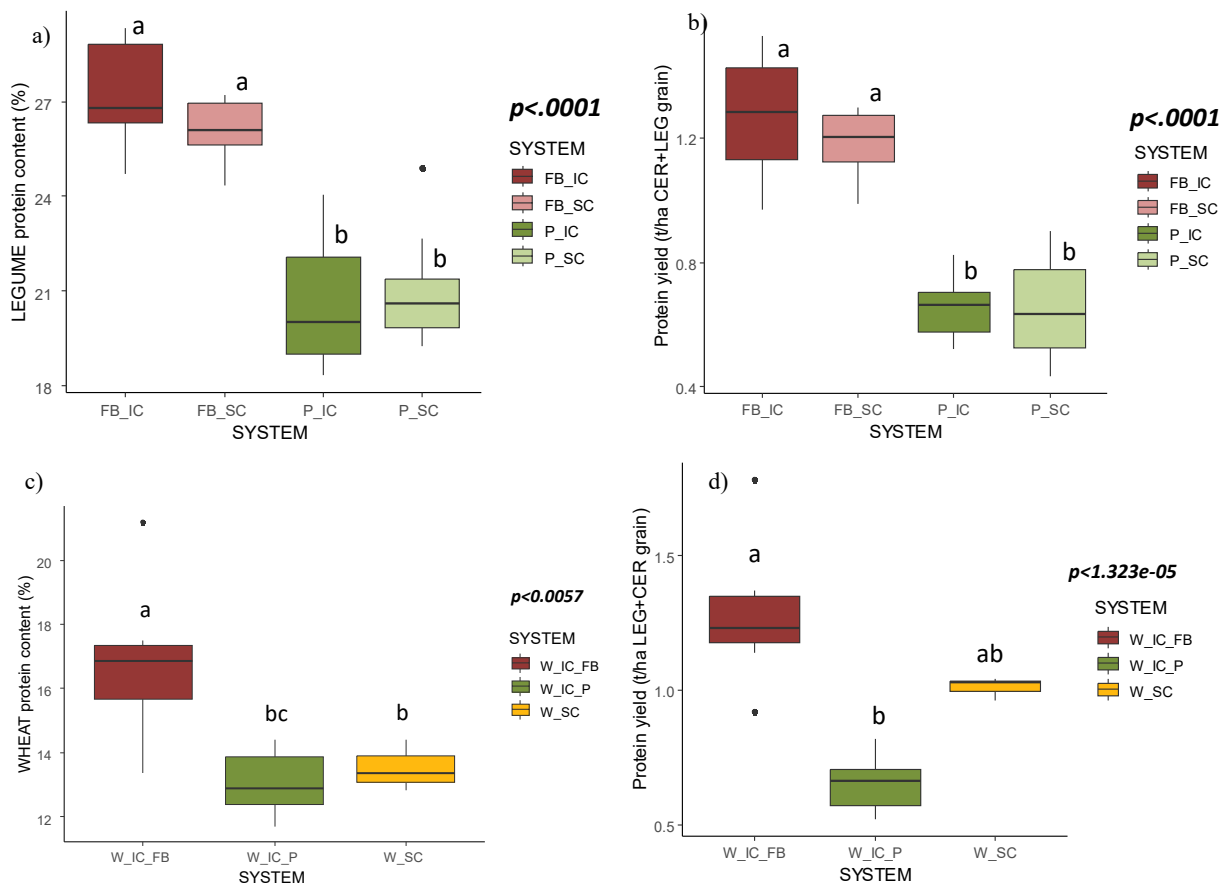 a)
LEGUME protein content (%)
27
24
21
18
a
a
b
b
FB_IC
FB_SC
P_IC
P_SC
SYSTEM
p<.0001
SYSTEM
FB_IC
FB_SC
P_IC
P_SC
b)
Protein yield (t/ha CER+LEG grain)
1.2
0.8
0.4
a
a
b
b
FB_IC
FB_SC
P_IC
P_SC
SYSTEM
p<.0001
SYSTEM
FB_IC
FB_SC
P_IC
P_SC
c)
WHEAT protein content (%)
20
18
16
14
12
a
bc
b
W_IC_FB
W_IC_P
W_SC
SYSTEM
p<0.0057
SYSTEM
W_IC_FB
W_IC_P
W_SC
d)
Protein yield (t/ha LEG+CER grain)
1.5
1.0
0.5
a
b
ab
W_IC_FB
W_IC_P
W_SC
SYSTEM
p<1.323e-05
SYSTEM
W_IC_FB
W_IC_P
W_SC